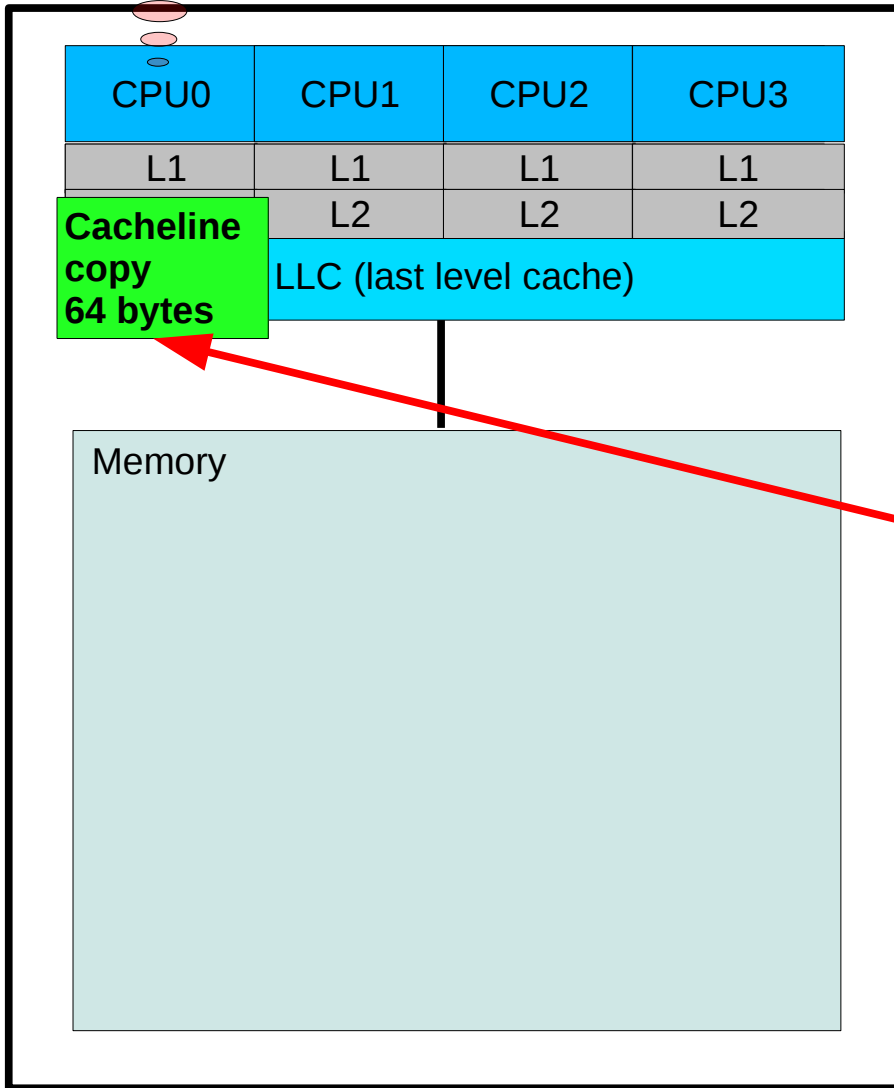 CPU0 CPU1 CPU2 CPU3
L1 L1 L1 L1
L2 L2 L2
Cacheline
copy
64 bytes
LLC (last level cache)
Memory